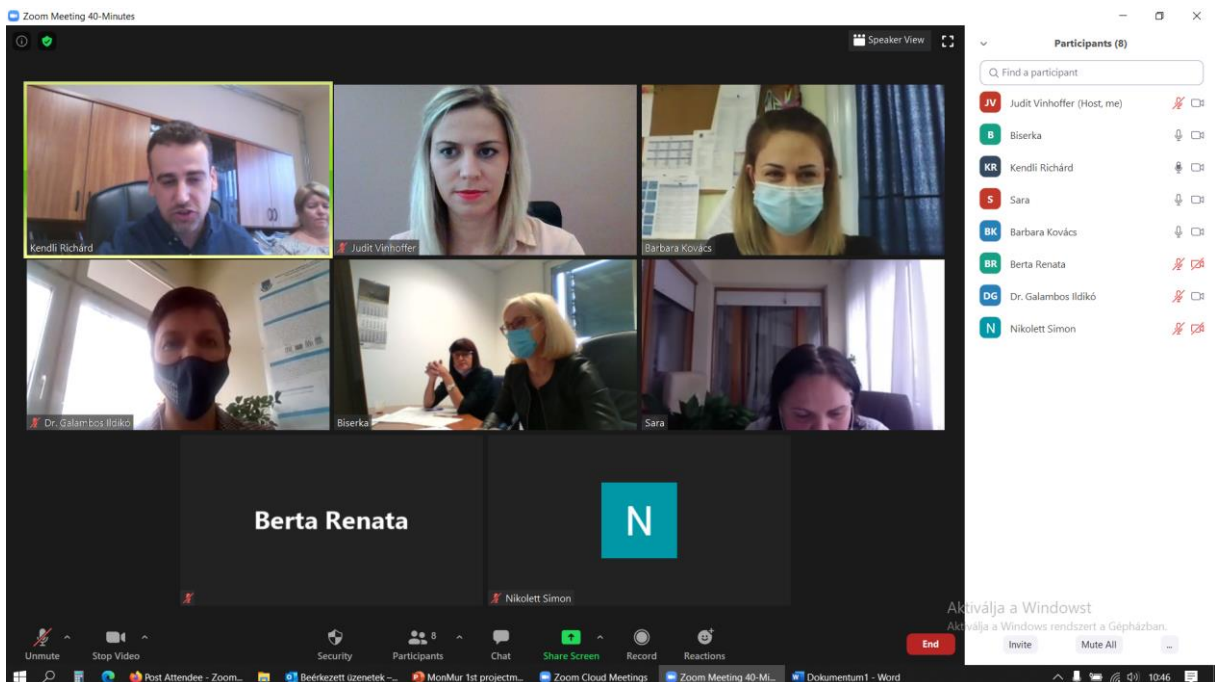 Zoom Meeting 40-Minutes
Speaker View
Kendli Richárd
Judit Vinhoffer
Barbara Kovács
Dr. Galambos Ildikó
Biserka
Sara
Berta Renata
N
Nikolett Simon
Participants (8)
Find a participant
JV Judit Vinhoffer (Host, me)
B Biserka
KR Kendli Richárd
S Sara
BK Barbara Kovács
BR Berta Renata
DG Dr. Galambos Ildikó
N Nikolett Simon
Aktiválja a Windowst
Aktiválja a Windows rendszert a Gépházban.
Invite Mute All ...
Unmute Stop Video Security Participants 8 Chat Share Screen Record Reactions End
Post Attendee - Zoom... Beérkezett üzenetek –... MonMur 1st projectm... Zoom Cloud Meetings Zoom Meeting 40-Mi... Dokumentum1 - Word 10:46